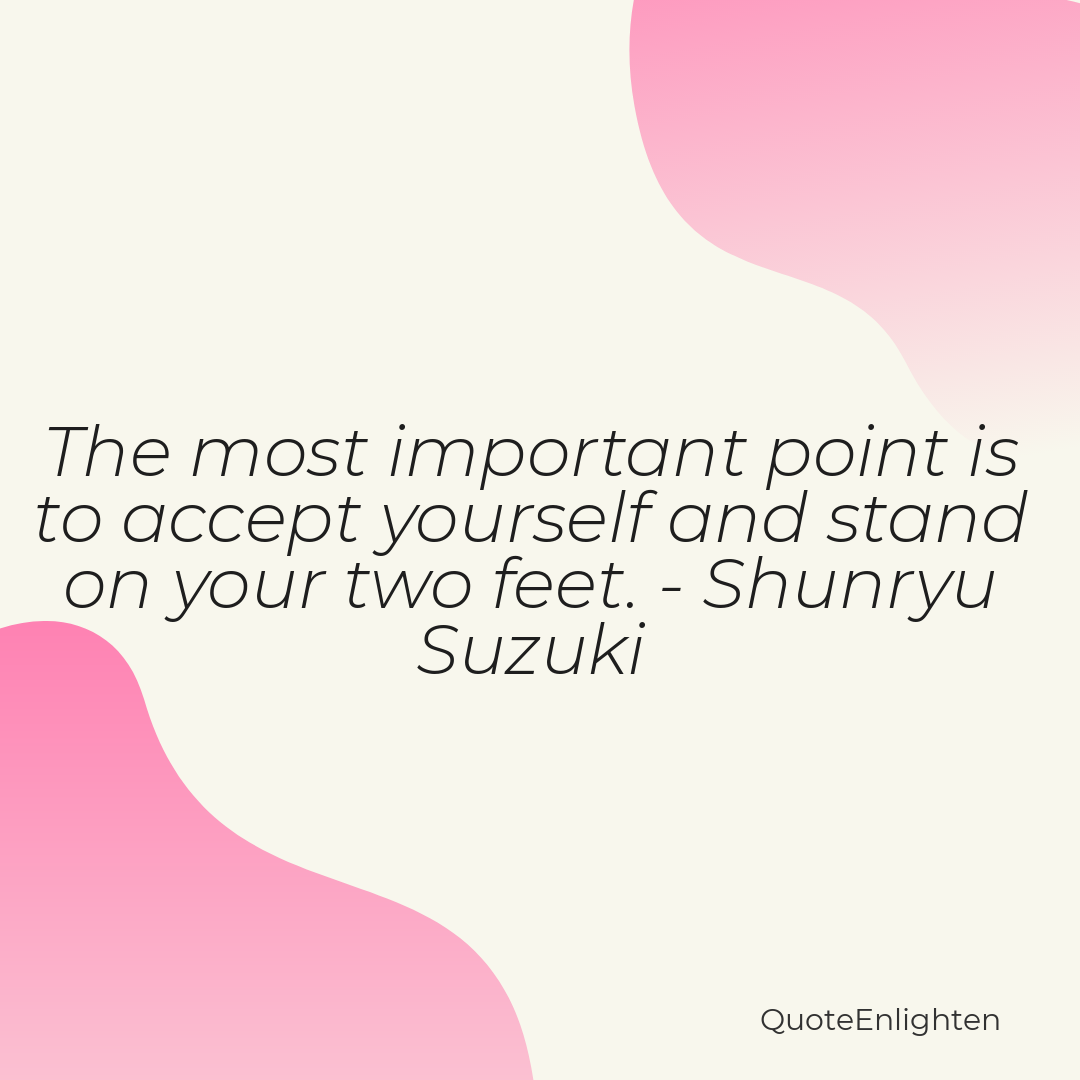 The most important point is
to accept yourself and stand
on your two feet. - Shunryu
Suzuki
QuoteEnlighten